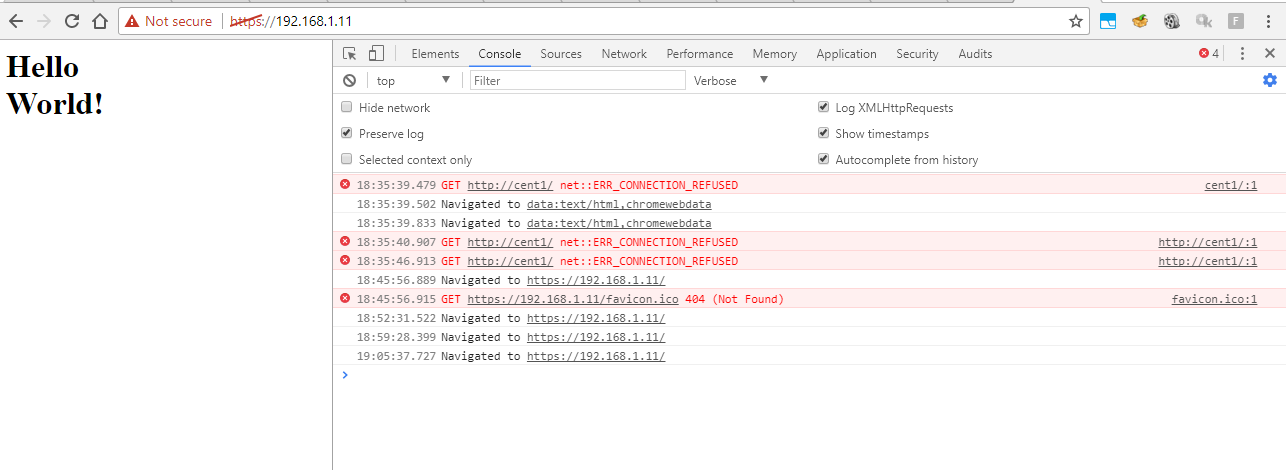 Not secure https://192.168.1.11
Hello
World!
Elements Console Sources Network Performance Memory Application Security Audits 4
top Filter Verbose
Hide network Log XMLHttpRequests
Preserve log Show timestamps
Selected context only Autocomplete from history
18:35:39.479 GET http://cent1/ net::ERR_CONNECTION_REFUSED cent1/:1
18:35:39.502 Navigated to data:text/html,chromewebdata
18:35:39.833 Navigated to data:text/html,chromewebdata
18:35:40.907 GET http://cent1/ net::ERR_CONNECTION_REFUSED http://cent1/:1
18:35:46.913 GET http://cent1/ net::ERR_CONNECTION_REFUSED http://cent1/:1
18:45:56.889 Navigated to https://192.168.1.11/
18:45:56.915 GET https://192.168.1.11/favicon.ico 404 (Not Found) favicon.ico:1
18:52:31.522 Navigated to https://192.168.1.11/
18:59:28.399 Navigated to https://192.168.1.11/
19:05:37.727 Navigated to https://192.168.1.11/